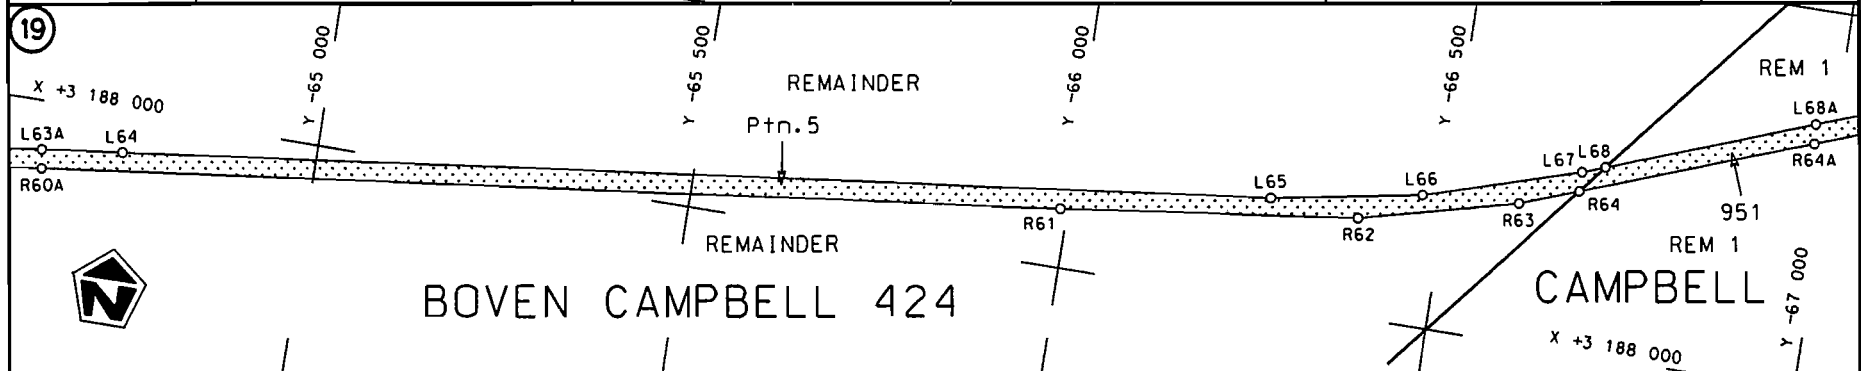 19
Y -65 000
Y -65 500
Y -66 000
Y -66 500
REMAINDER
REM 1
X +3 188 000
L63A
L64
Ptn.5
L68A
L67
L68
R60A
L65
L66
R64A
R61
R62
R63
R64
951
REMAINDER
REM 1
N
BOVEN CAMPBELL 424
CAMPBELL
Y -67 000
X +3 188 000